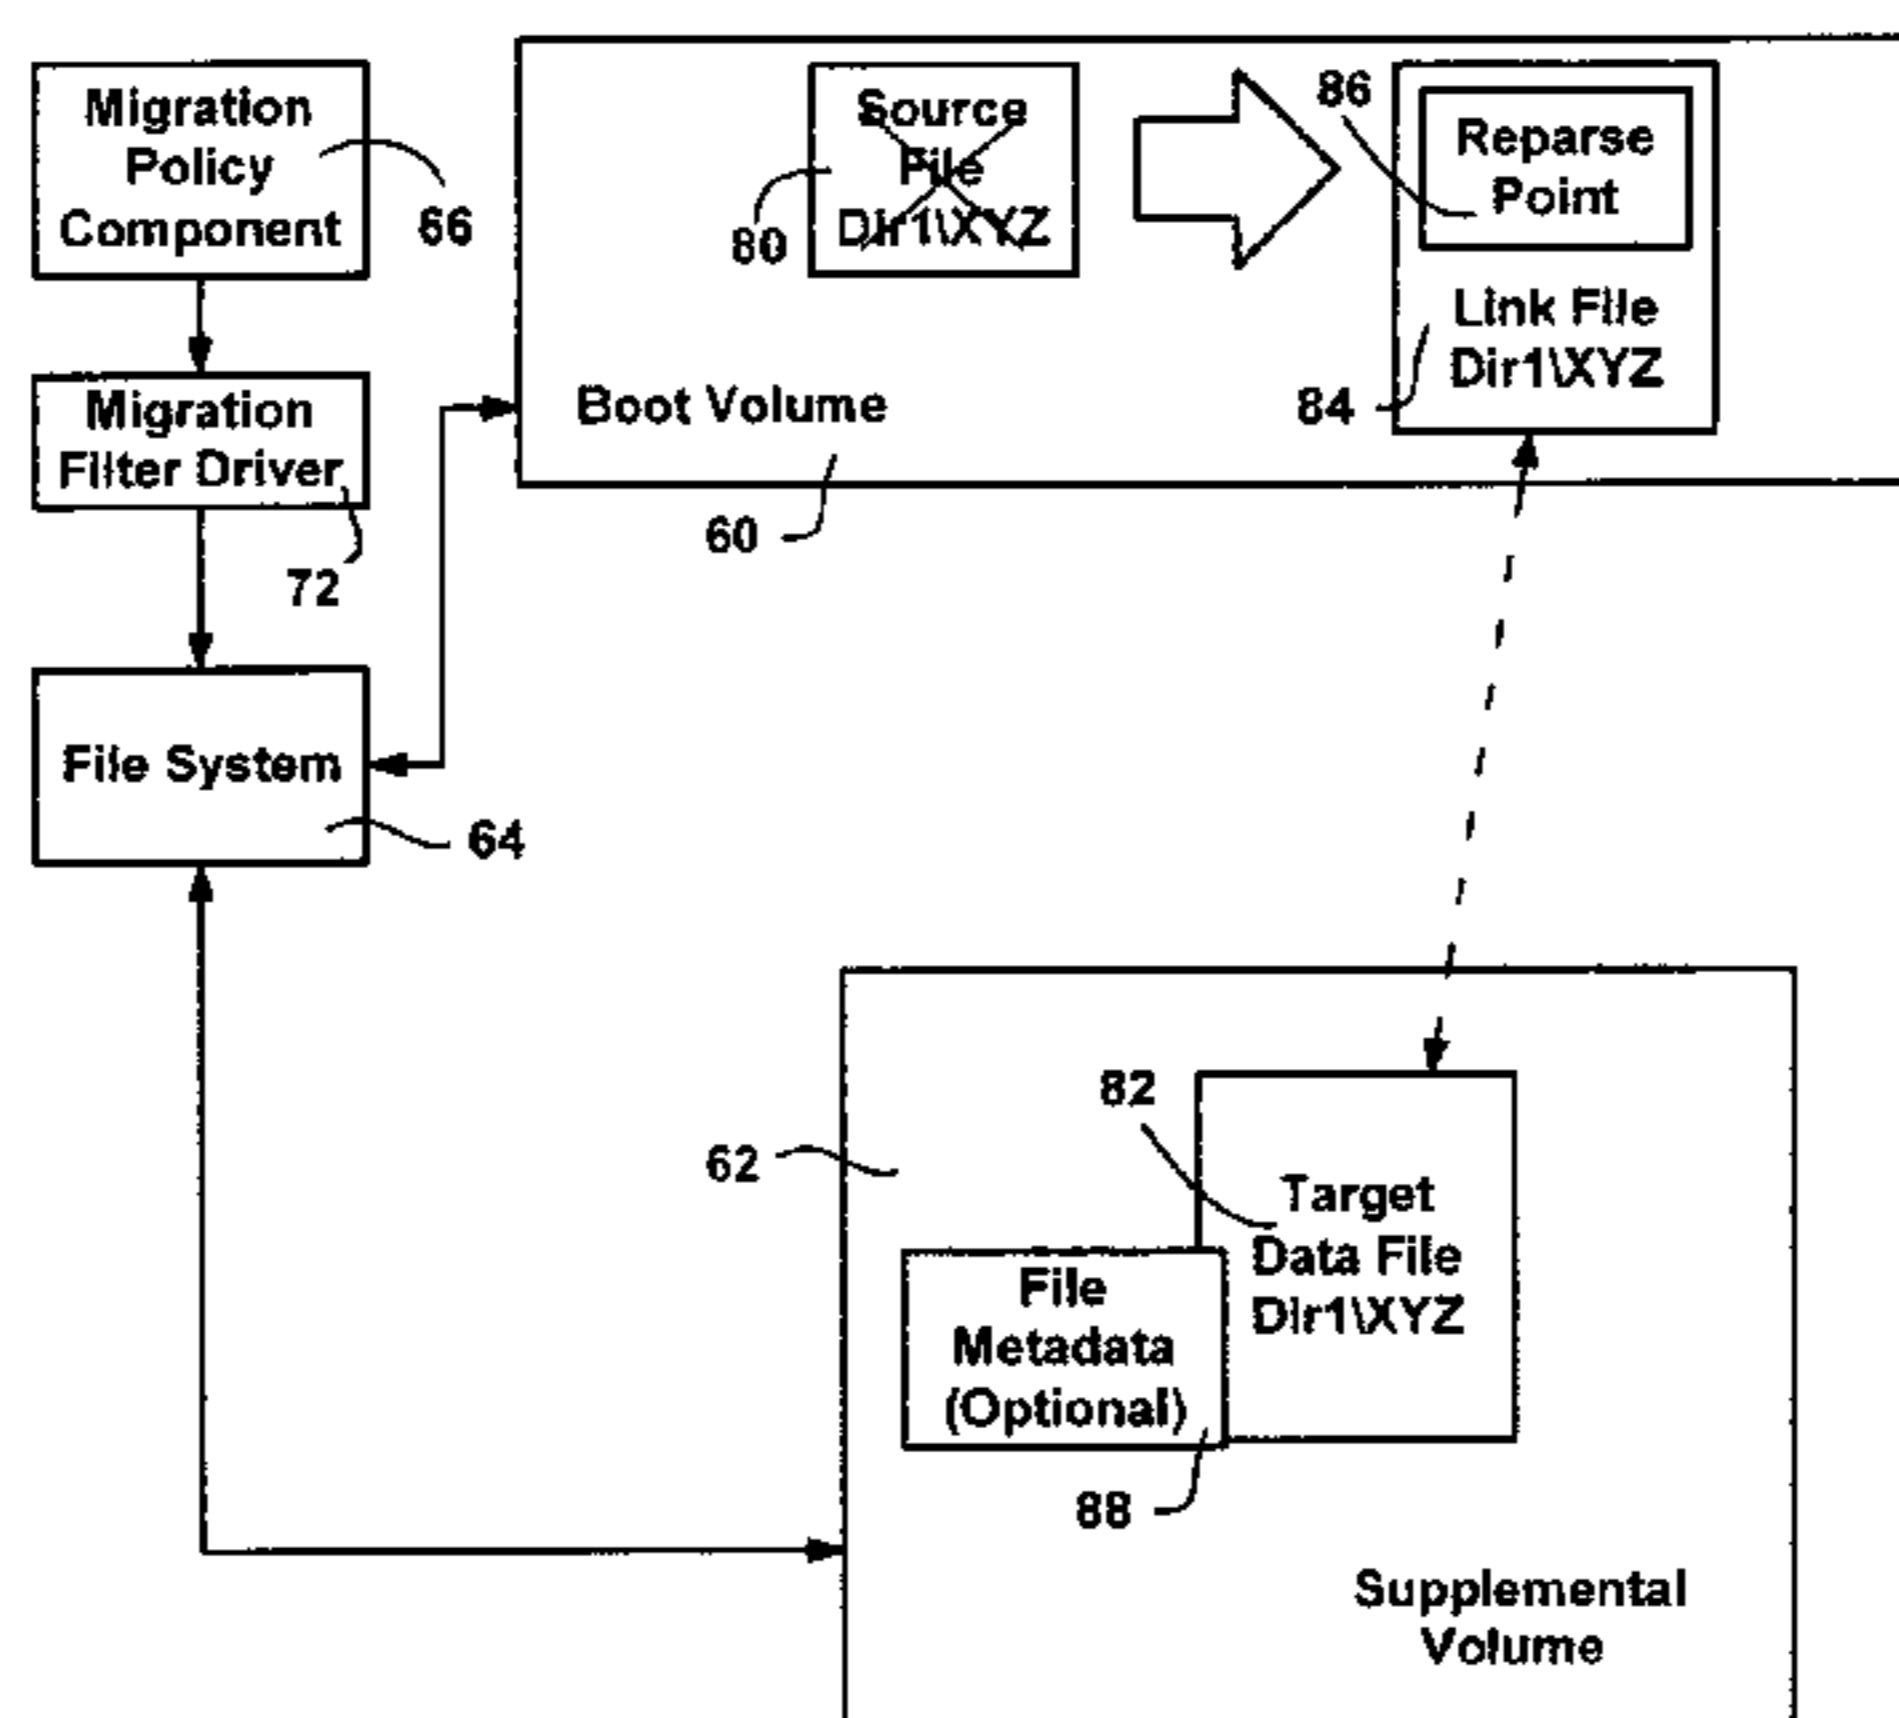 Migration
Policy
Component
66
Migration
Filter Driver
72
File System
64
Source
File
Dir1\XYZ
80
86
Reparse
Point
Link File
Dir1\XYZ
84
Boot Volume
60
62
82
Target
Data File
Dir1\XYZ
File
Metadata
(Optional)
88
Supplemental
Volume